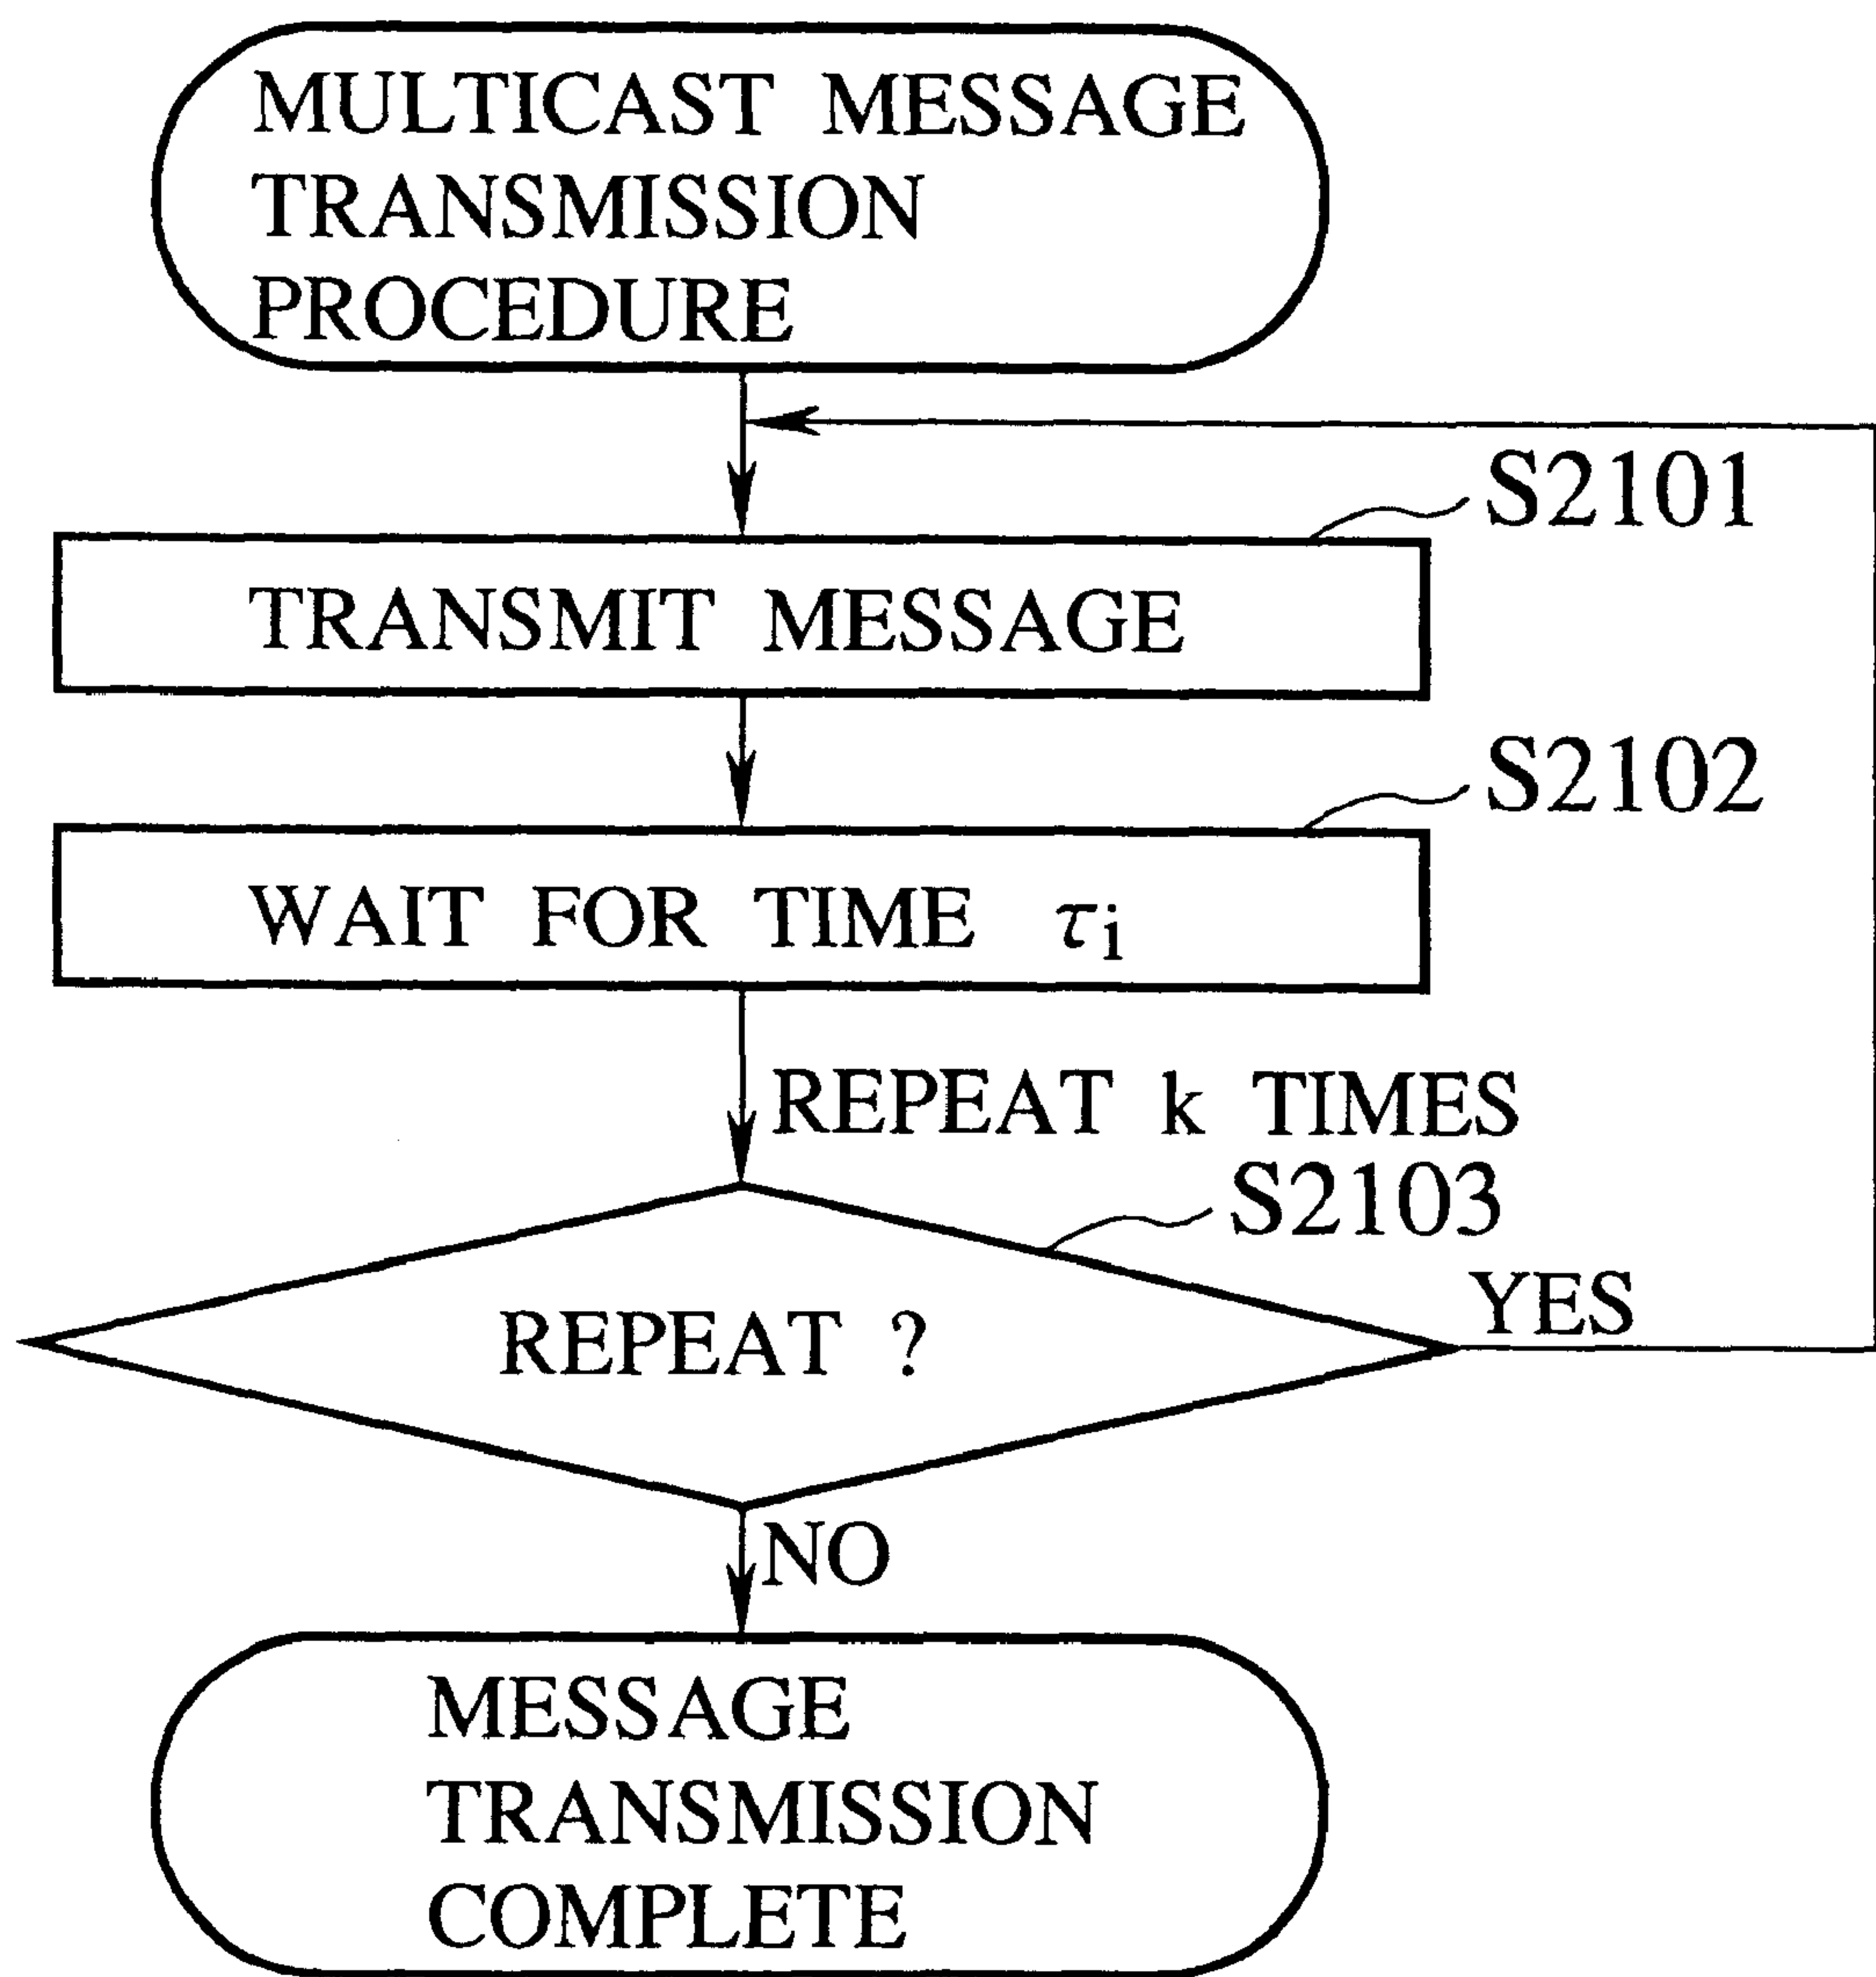 MULTICAST MESSAGE
TRANSMISSION
PROCEDURE
S2101
TRANSMIT MESSAGE
S2102
WAIT FOR TIME τi
REPEAT k TIMES
S2103
REPEAT ?
YES
NO
MESSAGE
TRANSMISSION
COMPLETE